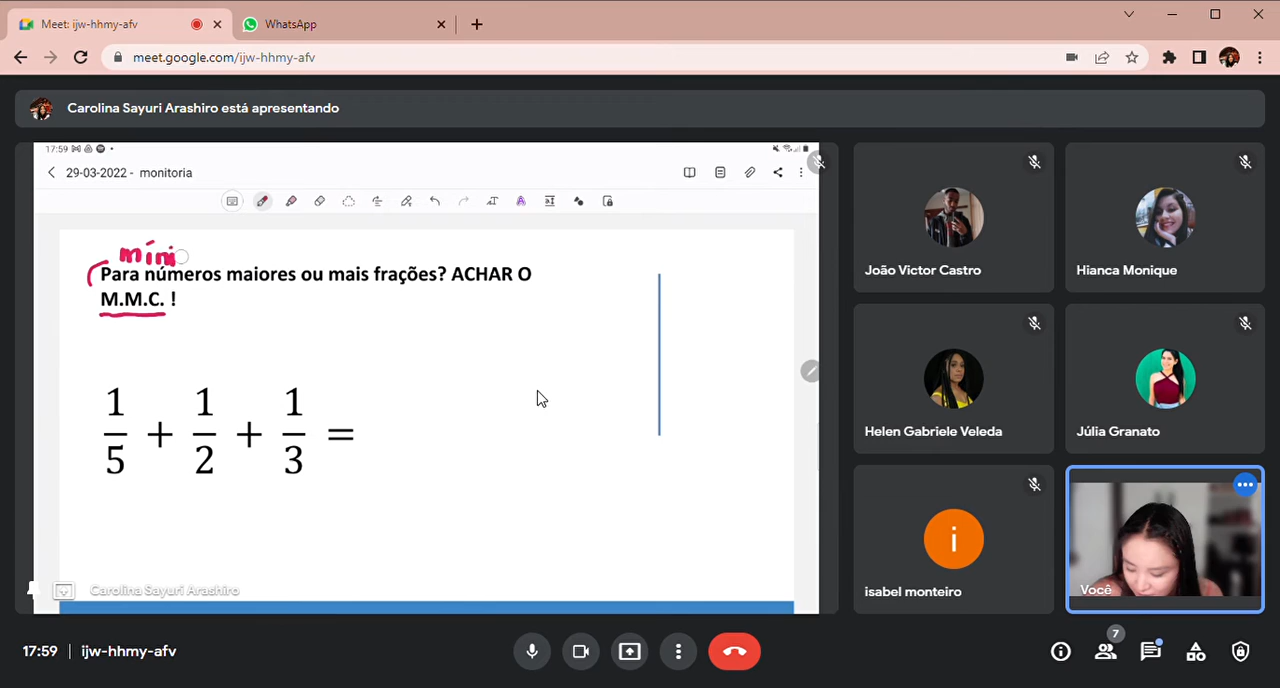 Meet: ijw-hhmy-afv
WhatsApp
meet.google.com/ijw-hhmy-afv
Carolina Sayuri Arashiro está apresentando
17:59
29-03-2022 - monitoria
míni
Para números maiores ou mais frações? ACHAR O
M.M.C. !
1/5 + 1/2 + 1/3 =
Carolina Sayuri Arashiro
João Victor Castro
Hianca Monique
Helen Gabriele Veleda
Júlia Granato
i
isabel monteiro
Você
17:59 | ijw-hhmy-afv
7